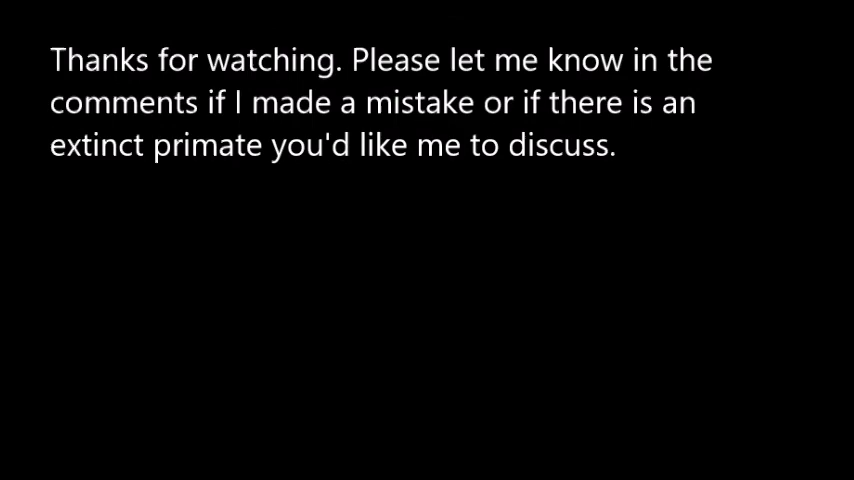 Thanks for watching. Please let me know in the
comments if I made a mistake or if there is an
extinct primate you'd like me to discuss.